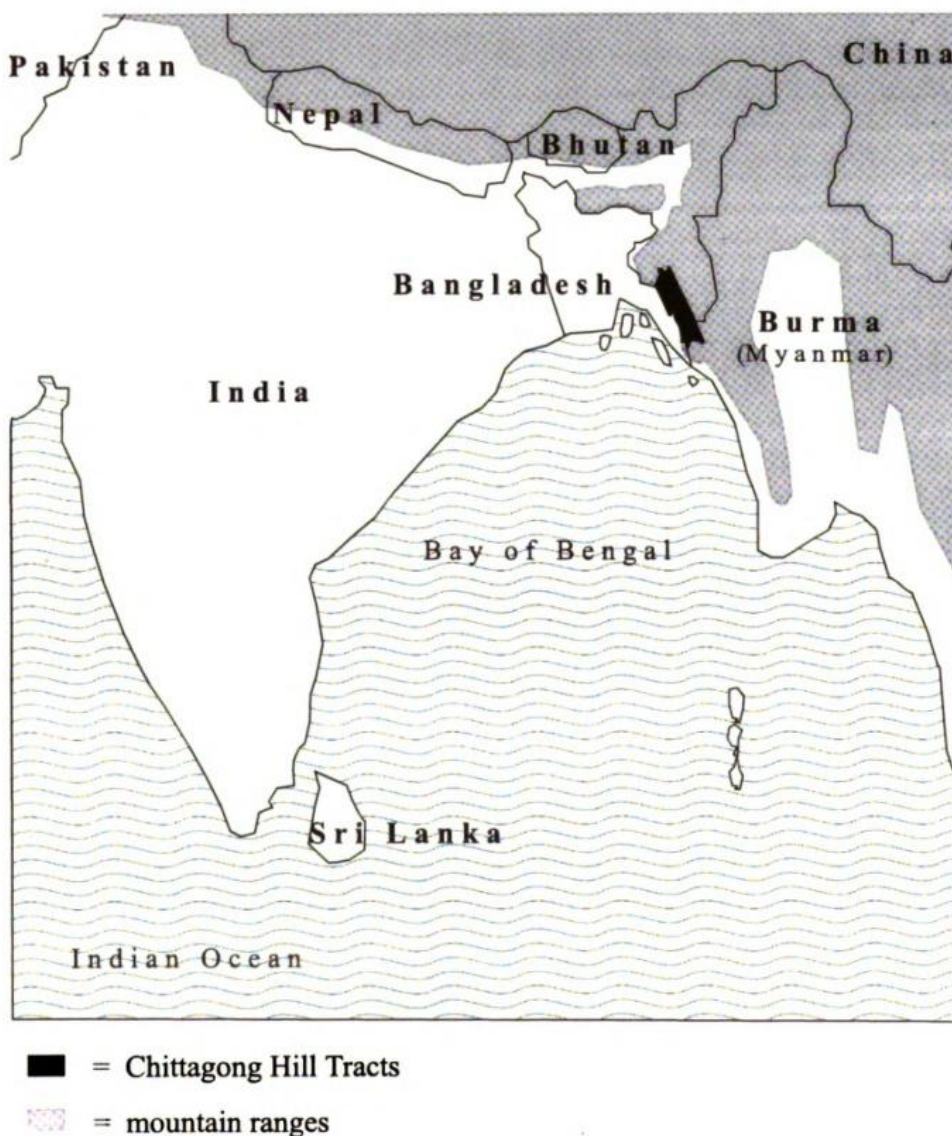 China
Pakistan
Nepal
Bhutan
Bangladesh
Burma
(Myanmar)
India
Bay of Bengal
Sri Lanka
Indian Ocean
= Chittagong Hill Tracts
= mountain ranges